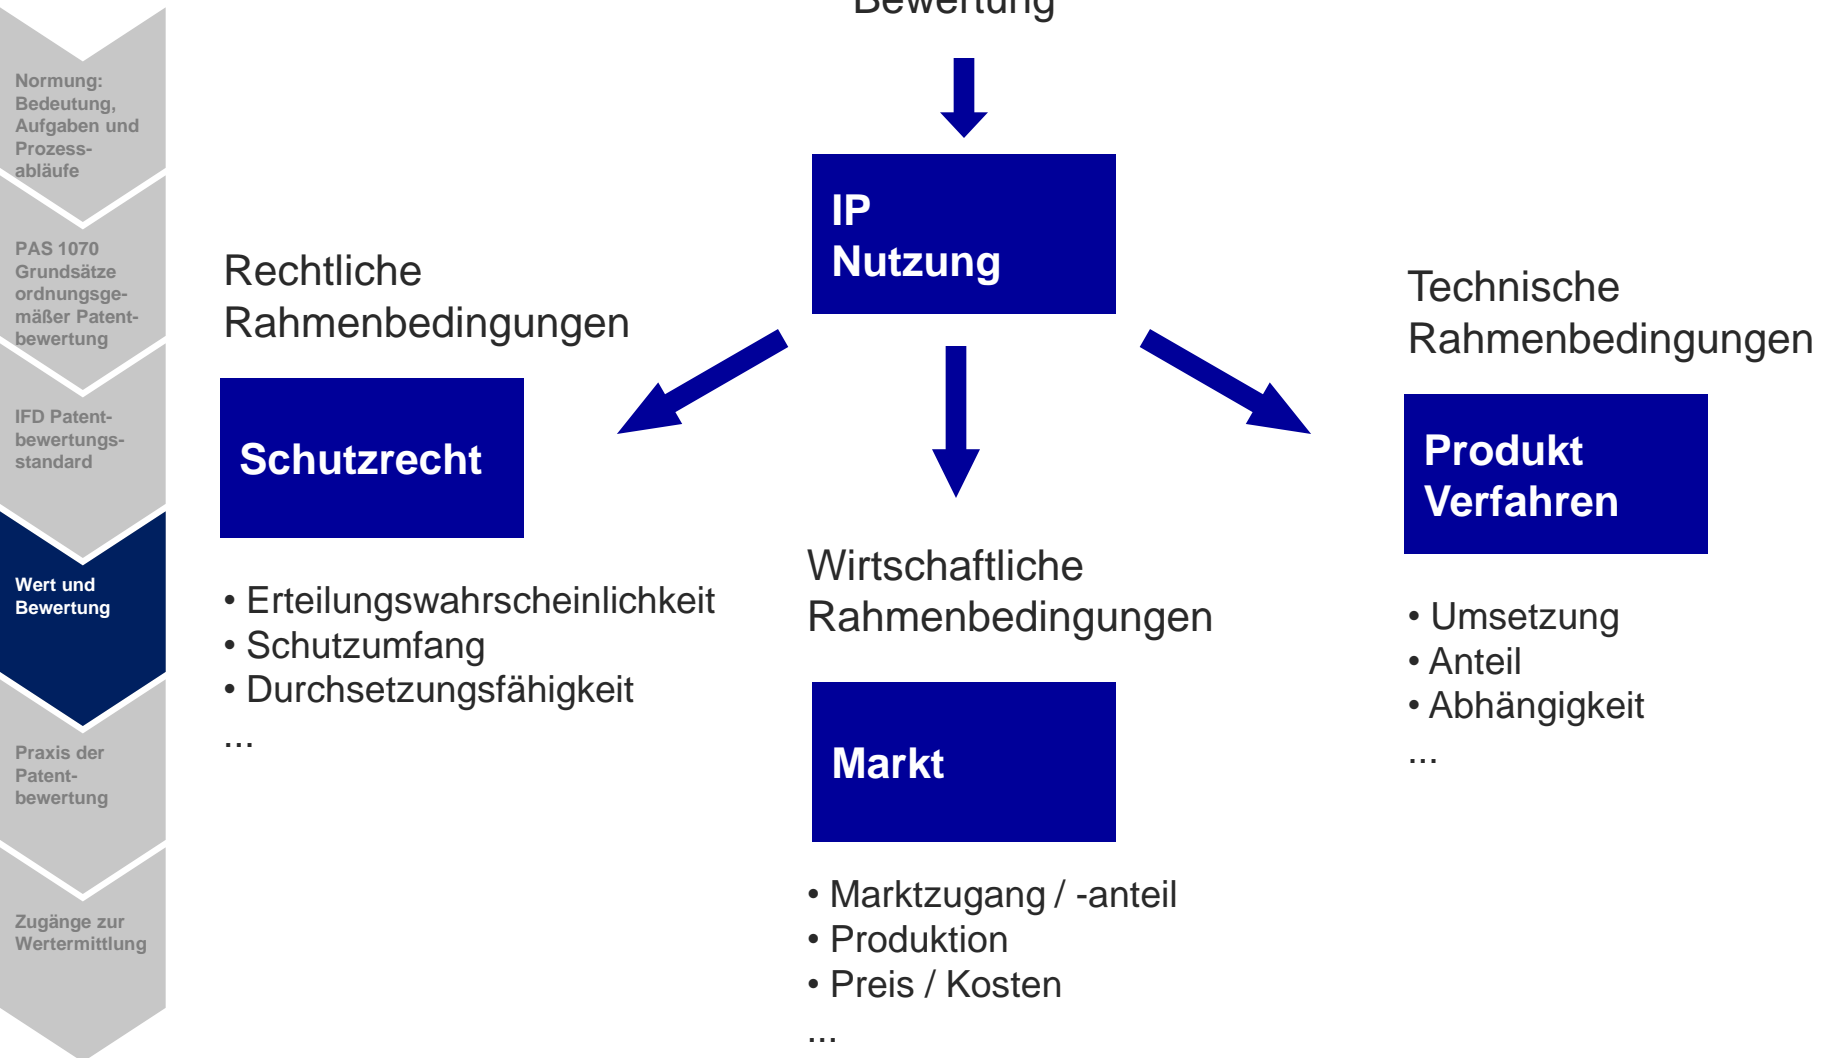 Bewertung
Normung:
Bedeutung,
Aufgaben und
Prozess-
abläufe
PAS 1070
Grundsätze
ordnungsge-
mäßer Patent-
bewertung
IFD Patent-
bewertungs-
standard
Wert und
Bewertung
Praxis der
Patent-
bewertung
Zugänge zur
Wertermittlung
IP
Nutzung
Rechtliche
Rahmenbedingungen
Schutzrecht
• Erteilungswahrscheinlichkeit
• Schutzumfang
• Durchsetzungsfähigkeit
...
Wirtschaftliche
Rahmenbedingungen
Markt
• Marktzugang / -anteil
• Produktion
• Preis / Kosten
...
Technische
Rahmenbedingungen
Produkt
Verfahren
• Umsetzung
• Anteil
• Abhängigkeit
...